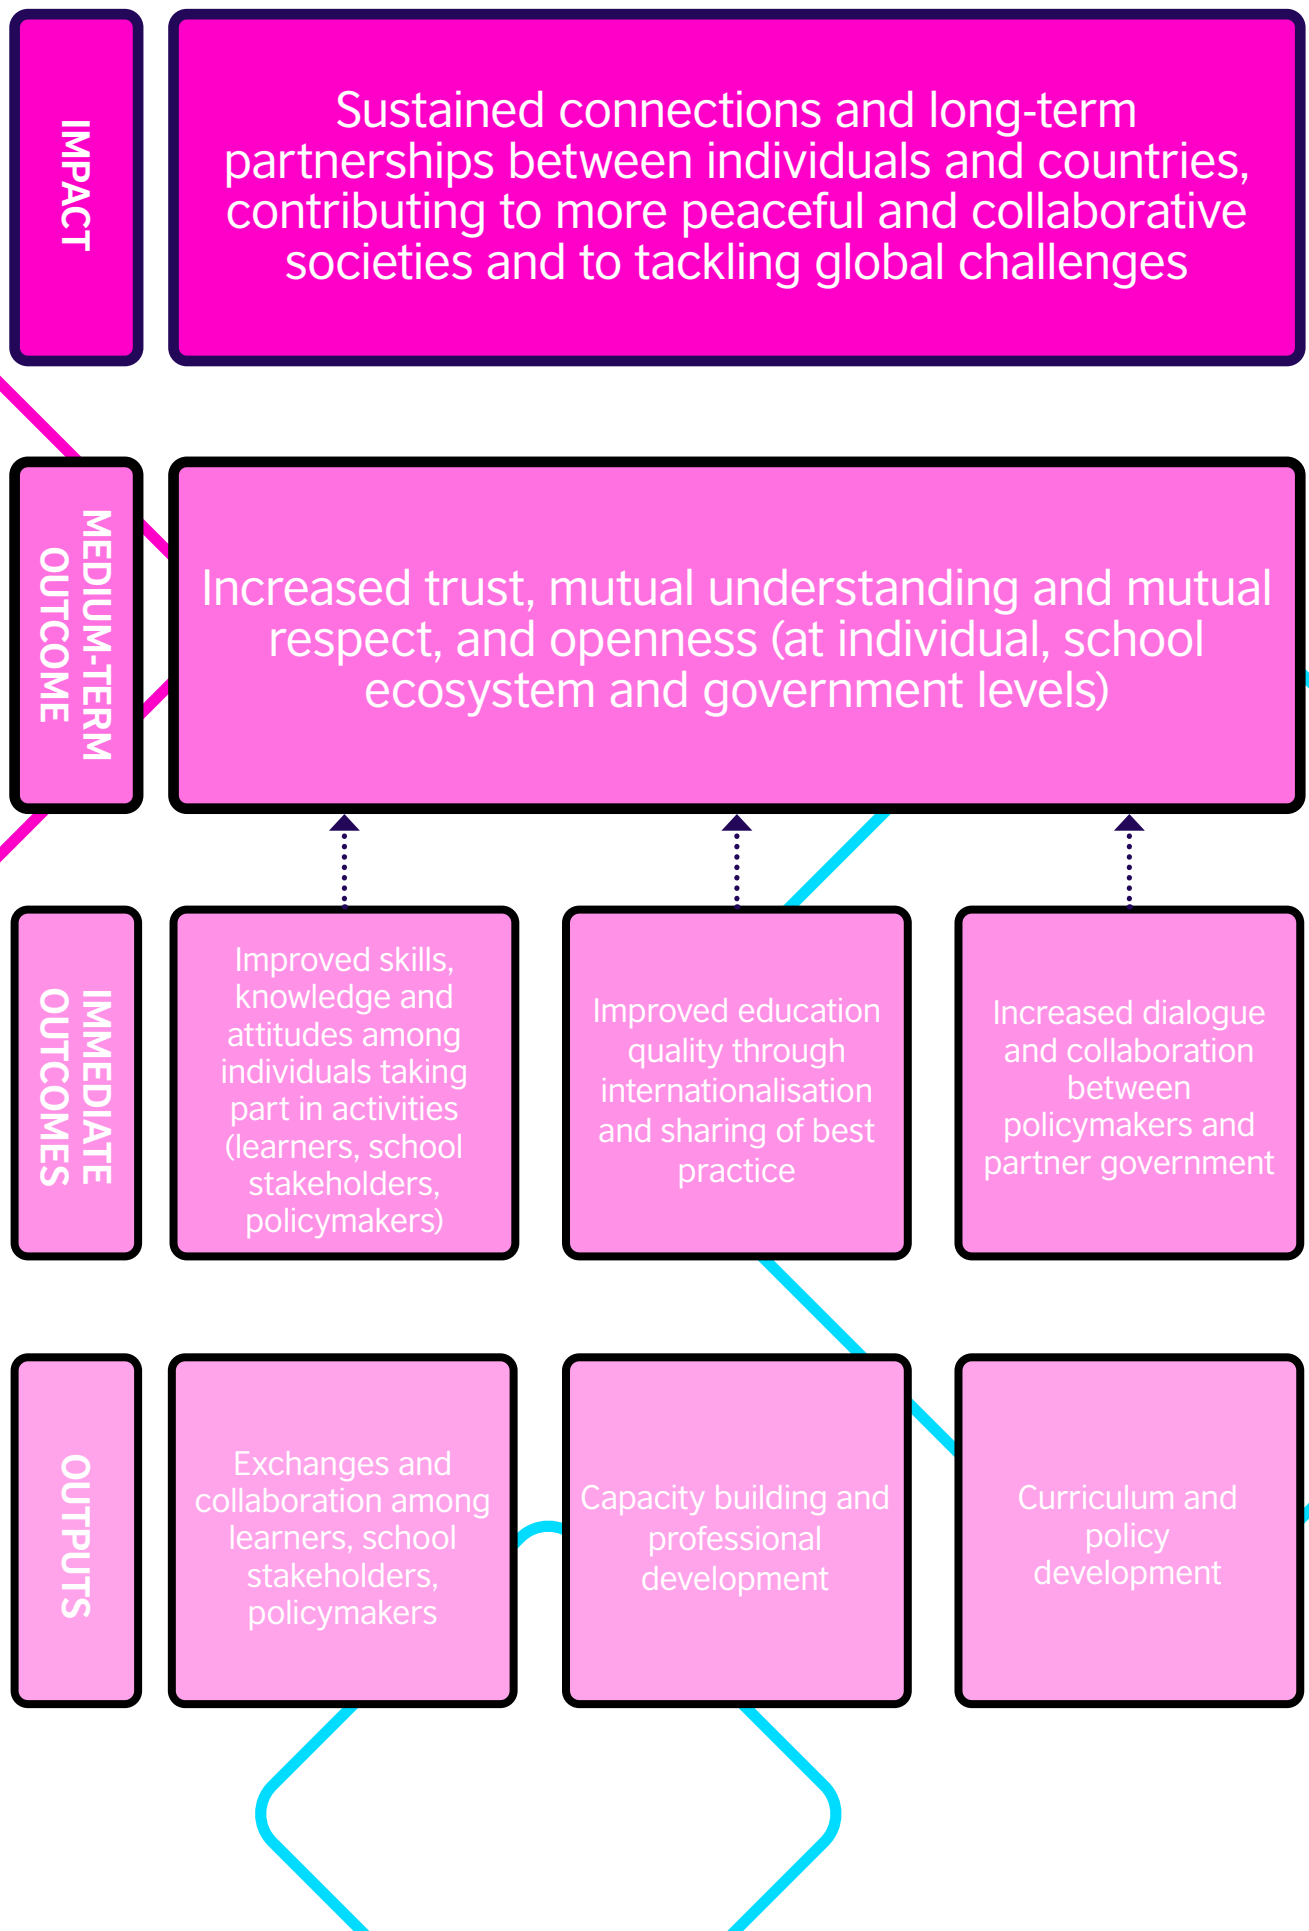 IMPACT
Sustained connections and long-term
partnerships between individuals and countries,
contributing to more peaceful and collaborative
societies and to tackling global challenges
MEDIUM-TERM
OUTCOME
Increased trust, mutual understanding and mutual
respect, and openness (at individual, school
ecosystem and government levels)
IMMEDIATE
OUTCOMES
Improved skills,
knowledge and
attitudes among
individuals taking
part in activities
(learners, school
stakeholders,
policymakers)
Improved education
quality through
internationalisation
and sharing of best
practice
Increased dialogue
and collaboration
between
policymakers and
partner government
OUTPUTS
Exchanges and
collaboration among
learners, school
stakeholders,
policymakers
Capacity building and
professional
development
Curriculum and
policy
development